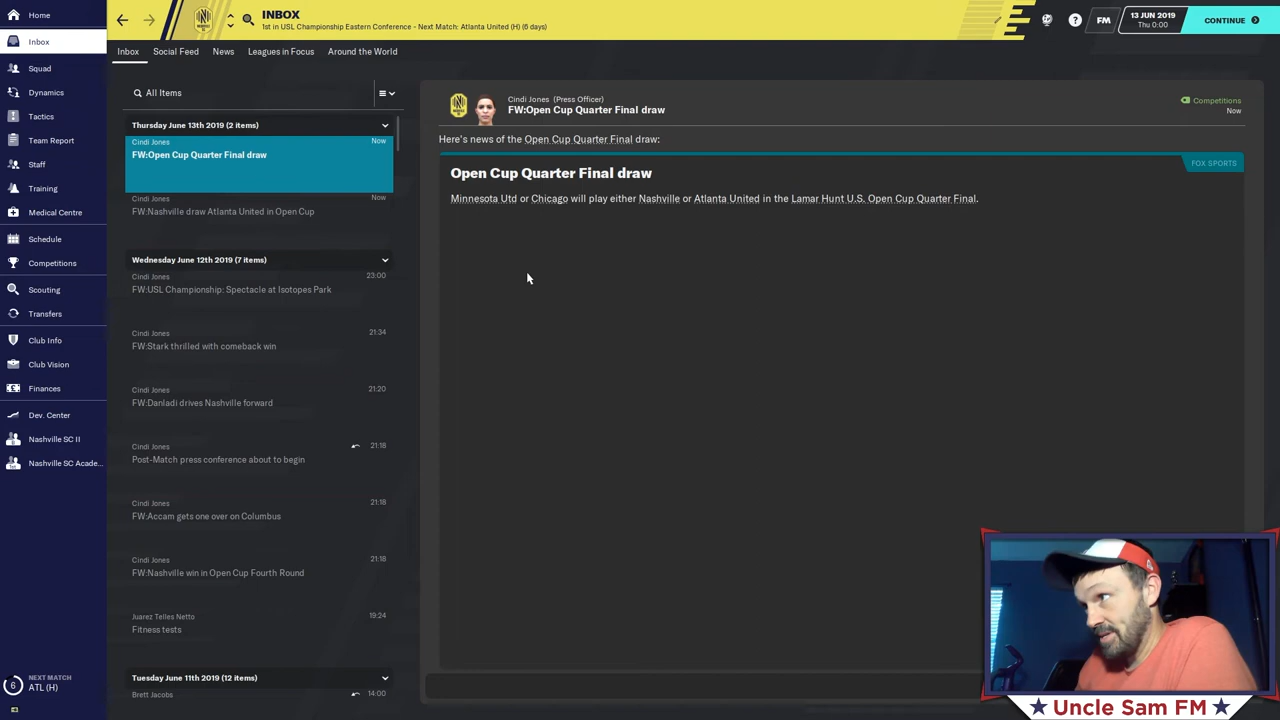 Home
Inbox
Squad
Dynamics
Tactics
Team Report
Staff
Training
Medical Centre
Schedule
Competitions
Scouting
Transfers
Club Info
Club Vision
Finances
Dev. Center
Nashville SC II
Nashville SC Acade...
6
NEXT MATCH
ATL (H)
INBOX
1st in USL Championship Eastern Conference - Next Match: Atlanta United (H) (6 days)
?
FM
13 JUN 2019
Thu 0:00
CONTINUE
Inbox
Social Feed
News
Leagues in Focus
Around the World
All Items
Thursday June 13th 2019 (2 items)
Cindi Jones
Now
FW:Open Cup Quarter Final draw
Cindi Jones
Now
FW:Nashville draw Atlanta United in Open Cup
Wednesday June 12th 2019 (7 items)
Cindi Jones
23:00
FW:USL Championship: Spectacle at Isotopes Park
Cindi Jones
21:34
FW:Stark thrilled with comeback win
Cindi Jones
21:20
FW:Danladi drives Nashville forward
Cindi Jones
21:18
Post-Match press conference about to begin
Cindi Jones
21:18
FW:Accam gets one over on Columbus
Cindi Jones
21:18
FW:Nashville win in Open Cup Fourth Round
Juarez Telles Netto
19:24
Fitness tests
Tuesday June 11th 2019 (12 items)
Brett Jacobs
14:00
Cindi Jones (Press Officer)
FW:Open Cup Quarter Final draw
Competitions
Now
Here's news of the Open Cup Quarter Final draw:
FOX SPORTS
Open Cup Quarter Final draw
Minnesota Utd or Chicago will play either Nashville or Atlanta United in the Lamar Hunt U.S. Open Cup Quarter Final.
Uncle Sam FM